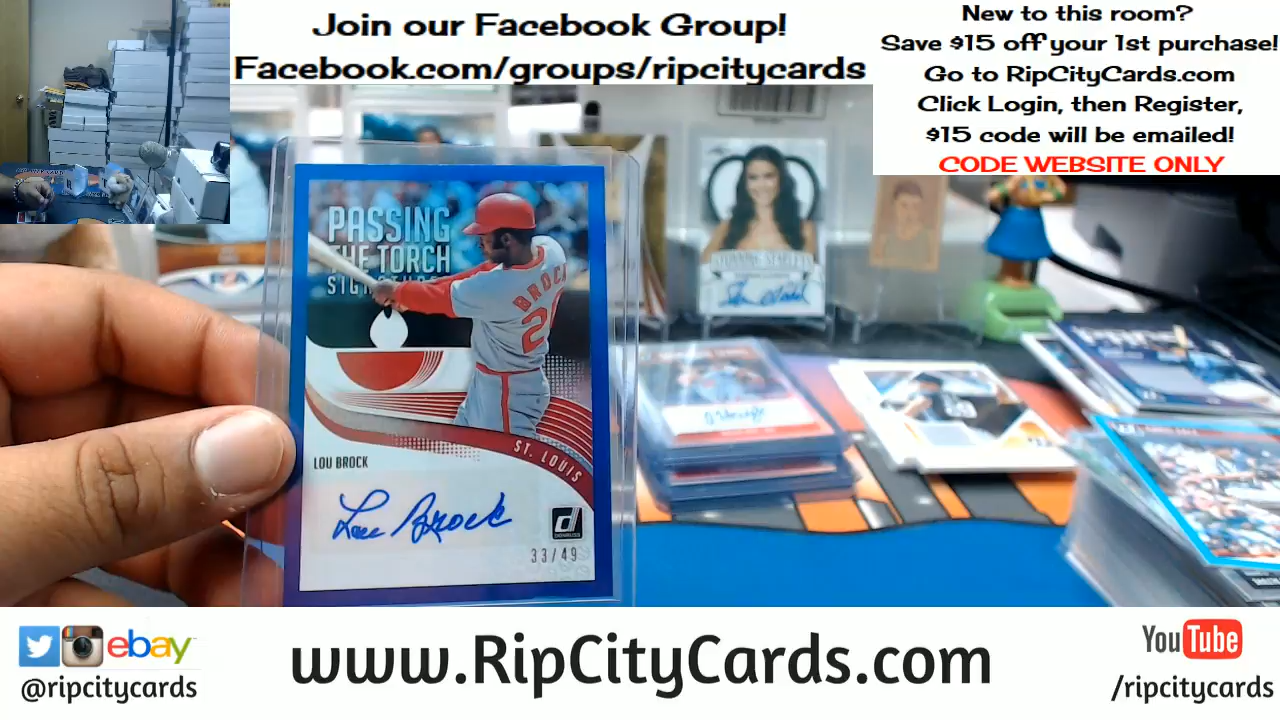 Join our Facebook Group!
Facebook.com/groups/ripcitycards
New to this room?
Save $15 off your 1st purchase!
Go to RipCityCards.com
Click Login, then Register,
$15 code will be emailed!
CODE WEBSITE ONLY
PASSING
THE TORCH
BROCK
LOU BROCK
ST. LOUIS
Lou Brock
33/49
ebay
@ripcitycards
www.RipCityCards.com
YouTube
/ripcitycards